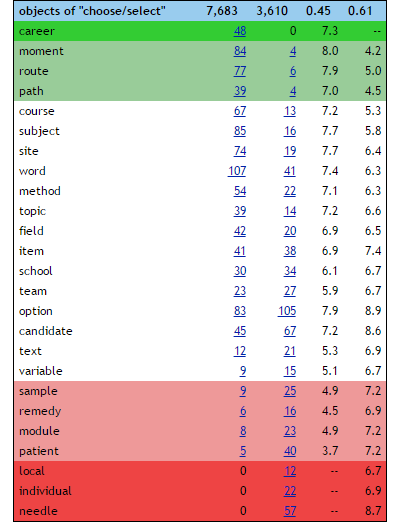 objects of "choose/select" 7,683 3,610 0.45 0.61
career 48 0 7.3 --
moment 84 4 8.0 4.2
route 77 6 7.9 5.0
path 39 4 7.0 4.5
course 67 13 7.2 5.3
subject 85 16 7.7 5.8
site 74 19 7.7 6.4
word 107 41 7.4 6.3
method 54 22 7.1 6.3
topic 39 14 7.2 6.6
field 42 20 6.9 6.5
item 41 38 6.9 7.4
school 30 34 6.1 6.7
team 23 27 5.9 6.7
option 83 105 7.9 8.9
candidate 45 67 7.2 8.6
text 12 21 5.3 6.9
variable 9 15 5.1 6.7
sample 9 25 4.9 7.2
remedy 6 16 4.5 6.9
module 8 23 4.9 7.2
patient 5 40 3.7 7.2
local 0 12 -- 6.7
individual 0 22 -- 6.9
needle 0 57 -- 8.7